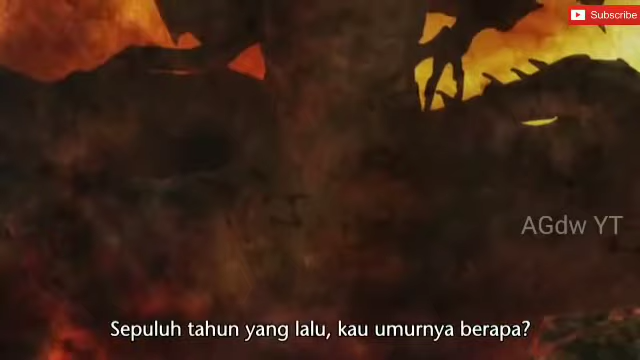 Subscribe
AGdw YT
Sepuluh tahun yang lalu, kau umurnya berapa?